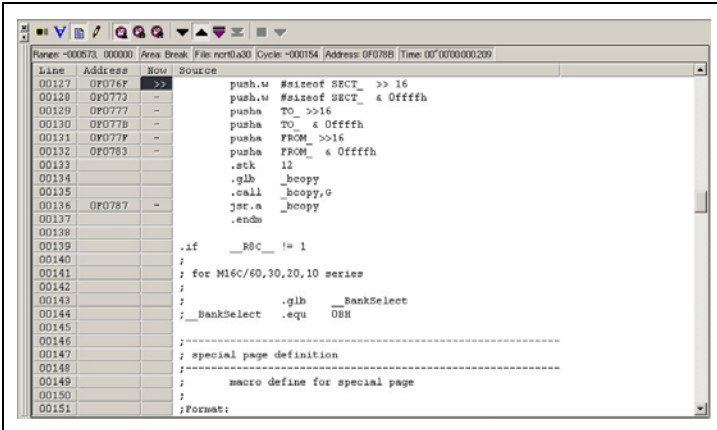 Range: -000573, 000000 Area: Break File: ncrt0.a30 Cycle: -000154 Address: 0F078B Time: 00"00'00:000.209
Line Address Now Source
00127 0F076F >> push.w #sizeof SECT_ >> 16
00128 0F0773 - push.w #sizeof SECT_ & 0ffffh
00129 0F0777 - pusha TO_ >>16
00130 0F077B - pusha TO_ & 0ffffh
00131 0F077F - pusha FROM_ >>16
00132 0F0783 - pusha FROM_ & 0ffffh
00133 .stk 12
00134 .glb _bcopy
00135 .call _bcopy,G
00136 0F0787 - jsr.a _bcopy
00137 .endm
00138
00139 .if __R8C__ != 1
00140 ;
00141 ; for M16C/60,30,20,10 series
00142 ;
00143 ; .glb __BankSelect
00144 ;__BankSelect .equ 0BH
00145
00146 ;---------------------------------------------------------------
00147 ; special page definition
00148 ;---------------------------------------------------------------
00149 ; macro define for special page
00150 ;
00151 ;Format: